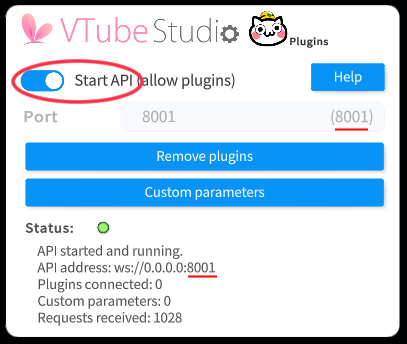 VTube Studio Plugins
Start API (allow plugins) Help
Port 8001 (8001)
Remove plugins
Custom parameters
Status:
API started and running.
API address: ws://0.0.0.0:8001
Plugins connected: 0
Custom parameters: 0
Requests received: 1028